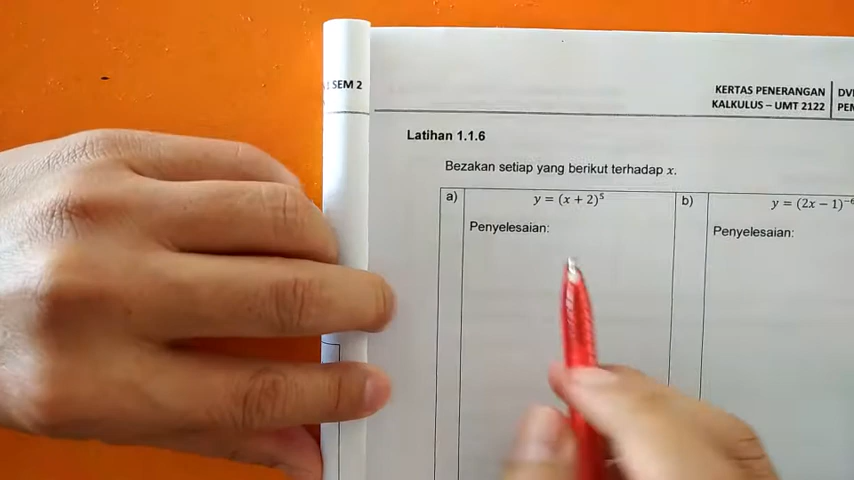 SEM 2
KERTAS PENERANGAN
KALKULUS - UMT 2122
Latihan 1.1.6
Bezakan setiap yang berikut terhadap x.
a) y = (x + 2)⁵
Penyelesaian:
b) y = (2x − 1)⁻⁶
Penyelesaian: